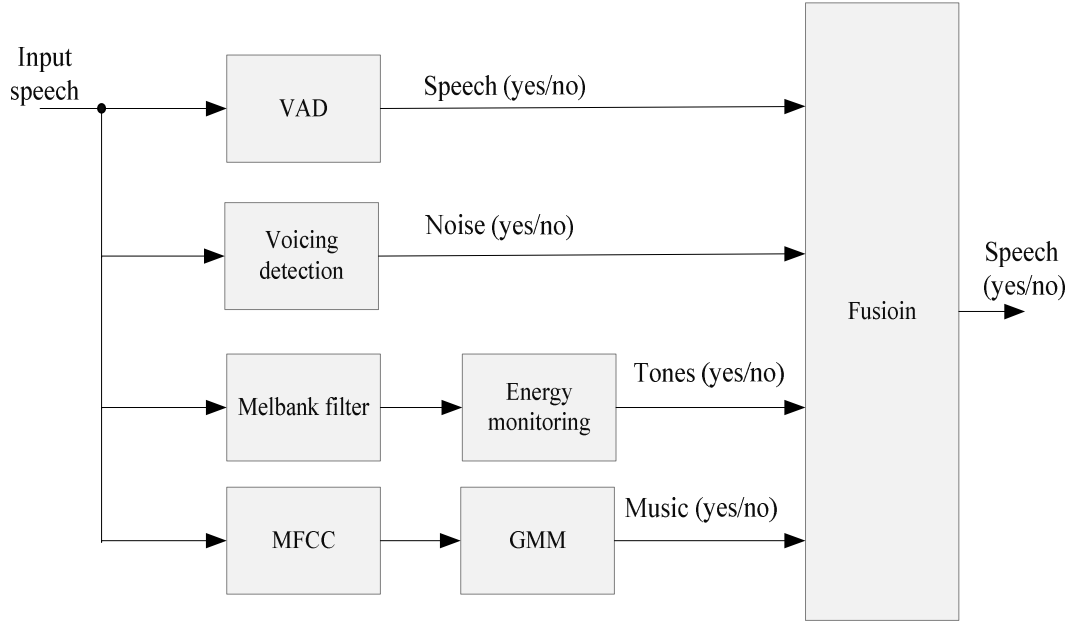 Input
speech
VAD
Speech (yes/no)
Voicing
detection
Noise (yes/no)
Melbank filter
Energy
monitoring
Tones (yes/no)
MFCC
GMM
Music (yes/no)
Fusioin
Speech
(yes/no)